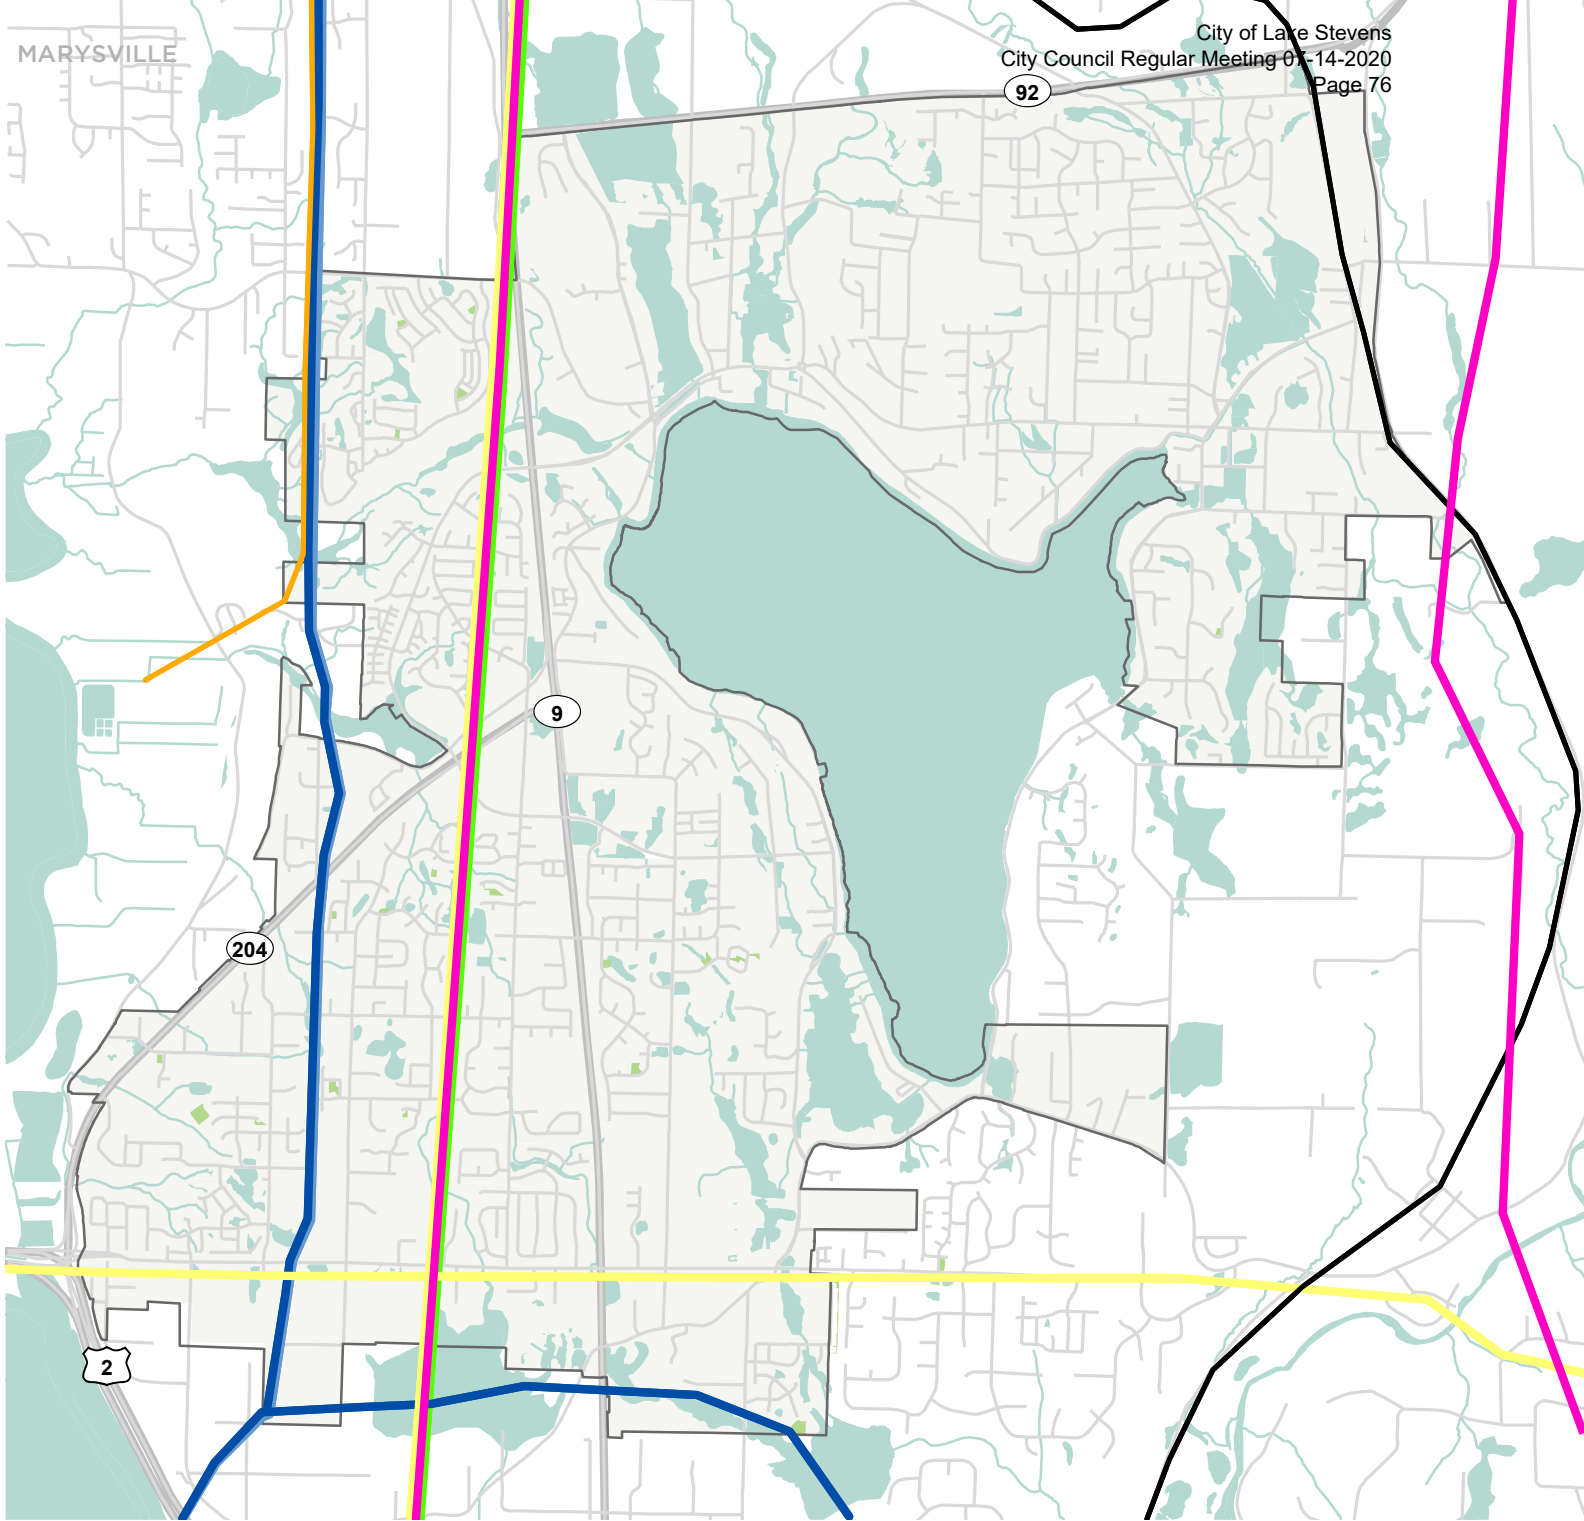 MARYSVILLE
City of Lake Stevens
City Council Regular Meeting 07-14-2020
Page 76
92
9
204
2